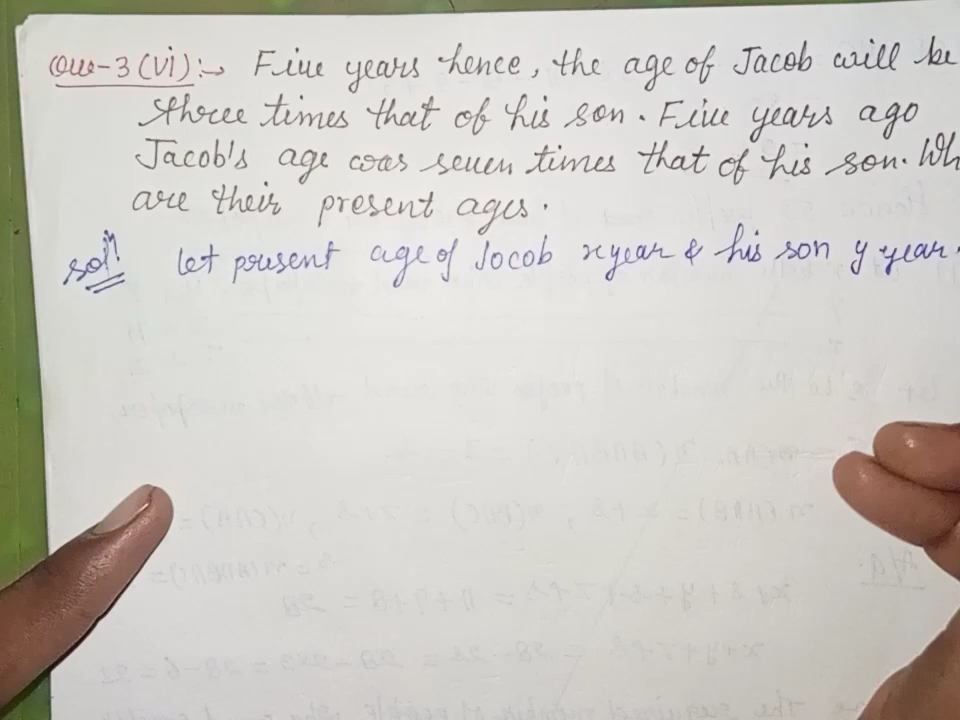 Que-3(vi):→ Five years hence, the age of Jacob will be
three times that of his son. Five years ago
Jacob's age was seven times that of his son. Wh
are their present ages.
Solⁿ let present age of Jocob x year & his son y year.